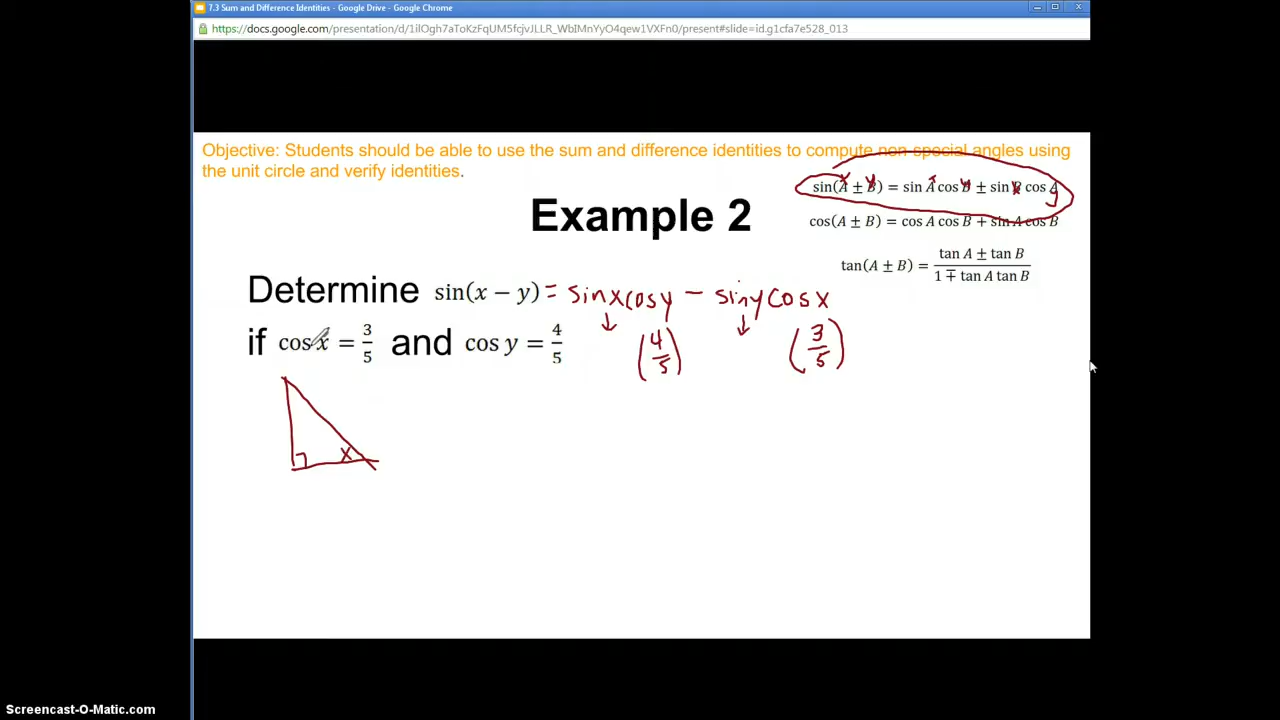 7.3 Sum and Difference Identities - Google Drive - Google Chrome
https://docs.google.com/presentation/d/1ilOgh7aToKzFqUM5fcjvJLLR_WbIMnYyO4qew1VXFn0/present#slide=id.g1cfa7e528_013
Objective: Students should be able to use the sum and difference identities to compute non-special angles using
the unit circle and verify identities.
Example 2
sin(A ± B) = sin A cos B ± sin B cos A
x y x y x y
cos(A ± B) = cos A cos B ∓ sin A cos B
tan(A ± B) = tan A ± tan B / 1 ∓ tan A tan B
Determine sin(x − y) = sinx cosy − siny cosx
if cos x = 3/5 and cos y = 4/5
↓ (4/5) ↓ (3/5)
x
Screencast-O-Matic.com